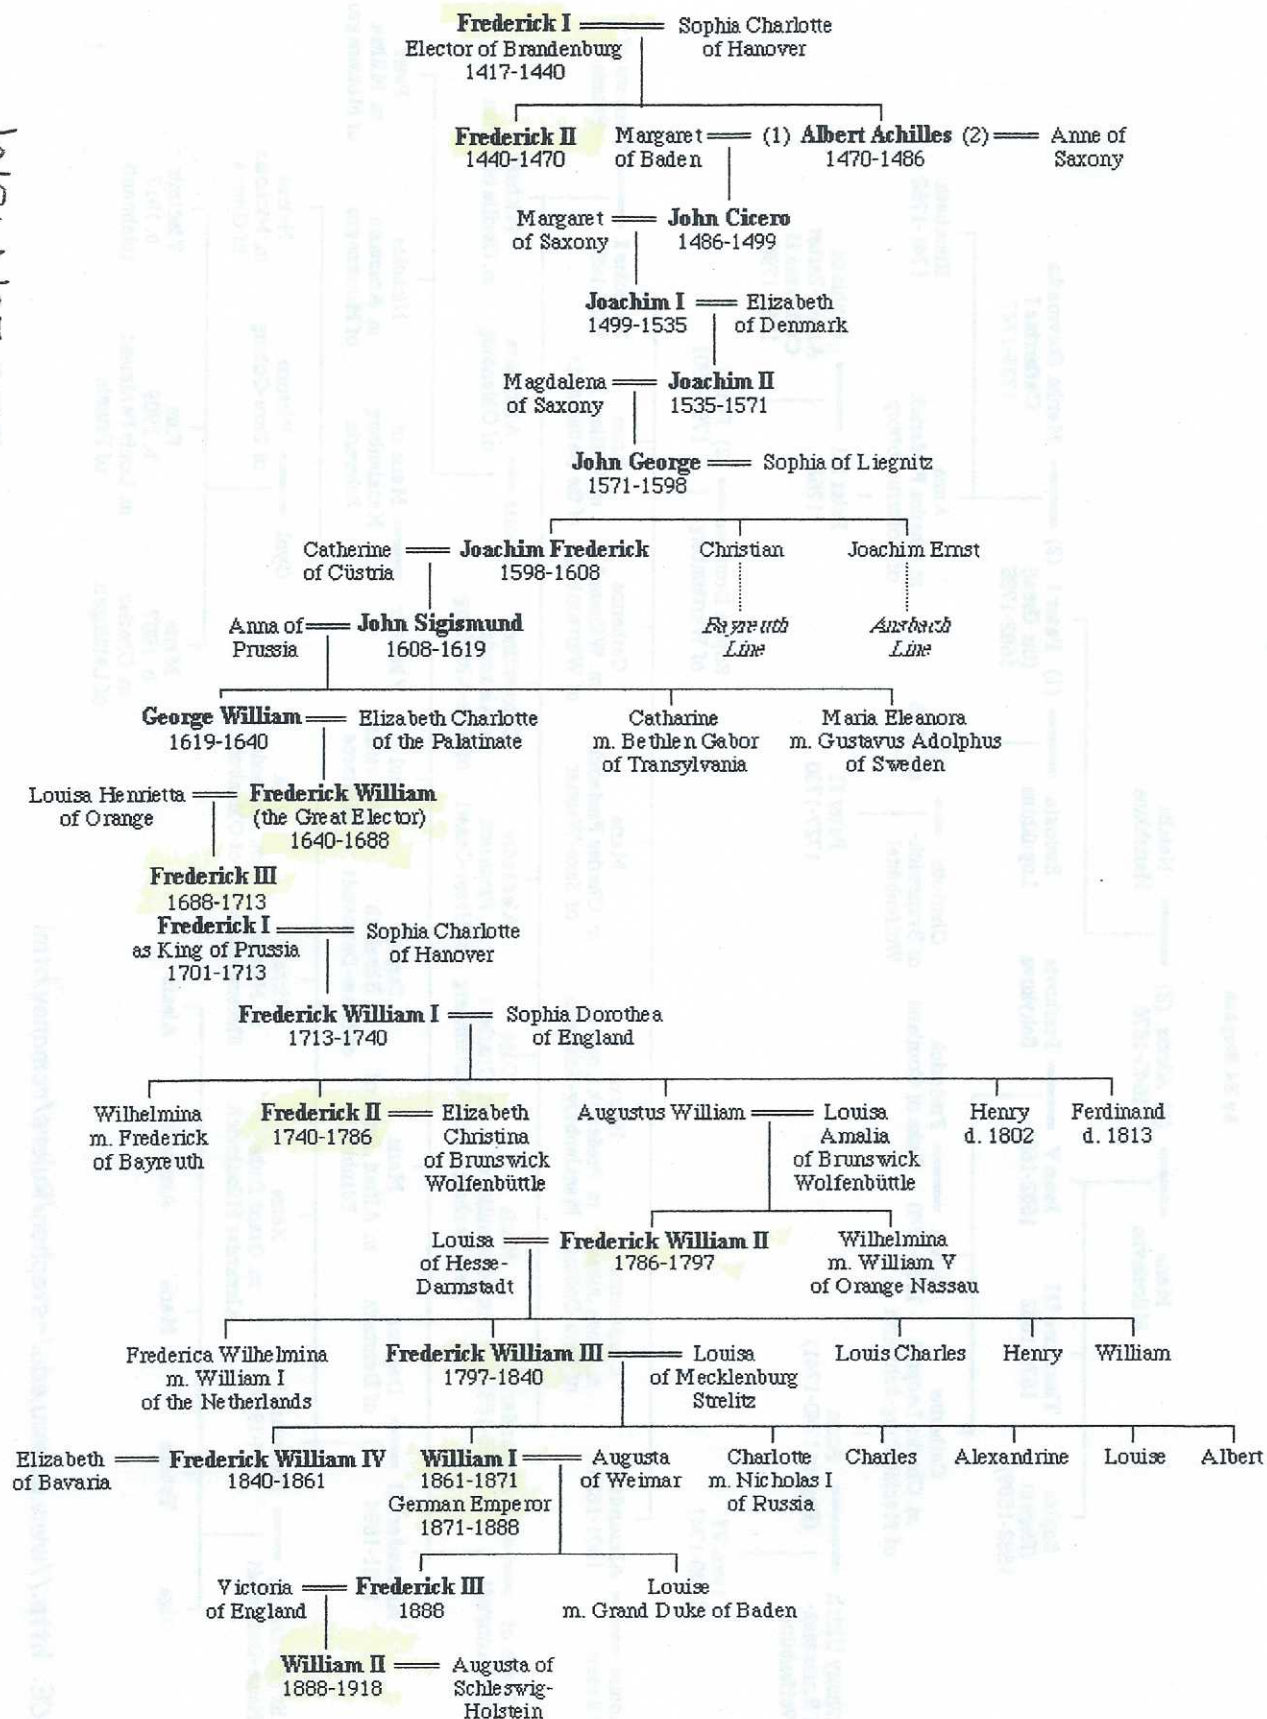 Frederick I
Elector of Brandenburg
1417-1440
Sophia Charlotte
of Hanover
Frederick II
1440-1470
Margaret
of Baden
(1) Albert Achilles (2)
1470-1486
Anne of
Saxony
Margaret
of Saxony
John Cicero
1486-1499
Joachim I
1499-1535
Elizabeth
of Denmark
Magdalena
of Saxony
Joachim II
1535-1571
John George
1571-1598
Sophia of Liegnitz
Catherine
of Cüstria
Joachim Frederick
1598-1608
Christian
Joachim Ernst
Anna of
Prussia
John Sigismund
1608-1619
Bayreuth
Line
Ansbach
Line
George William
1619-1640
Elizabeth Charlotte
of the Palatinate
Catharine
m. Bethlen Gabor
of Transylvania
Maria Eleanora
m. Gustavus Adolphus
of Sweden
Louisa Henrietta
of Orange
Frederick William
(the Great Elector)
1640-1688
Frederick III
1688-1713
Frederick I
as King of Prussia
1701-1713
Sophia Charlotte
of Hanover
Frederick William I
1713-1740
Sophia Dorothea
of England
Wilhelmina
m. Frederick
of Bayreuth
Frederick II
1740-1786
Elizabeth
Christina
of Brunswick
Wolfenbüttle
Augustus William
Louisa
Amalia
of Brunswick
Wolfenbüttle
Henry
d. 1802
Ferdinand
d. 1813
Louisa
of Hesse-
Darmstadt
Frederick William II
1786-1797
Wilhelmina
m. William V
of Orange Nassau
Frederica Wilhelmina
m. William I
of the Netherlands
Frederick William III
1797-1840
Louisa
of Mecklenburg
Strelitz
Louis Charles
Henry
William
Elizabeth
of Bavaria
Frederick William IV
1840-1861
William I
1861-1871
German Emperor
1871-1888
Augusta
of Weimar
Charlotte
m. Nicholas I
of Russia
Charles
Alexandrine
Louise
Albert
Victoria
of England
Frederick III
1888
Louise
m. Grand Duke of Baden
William II
1888-1918
Augusta of
Schleswig-
Holstein